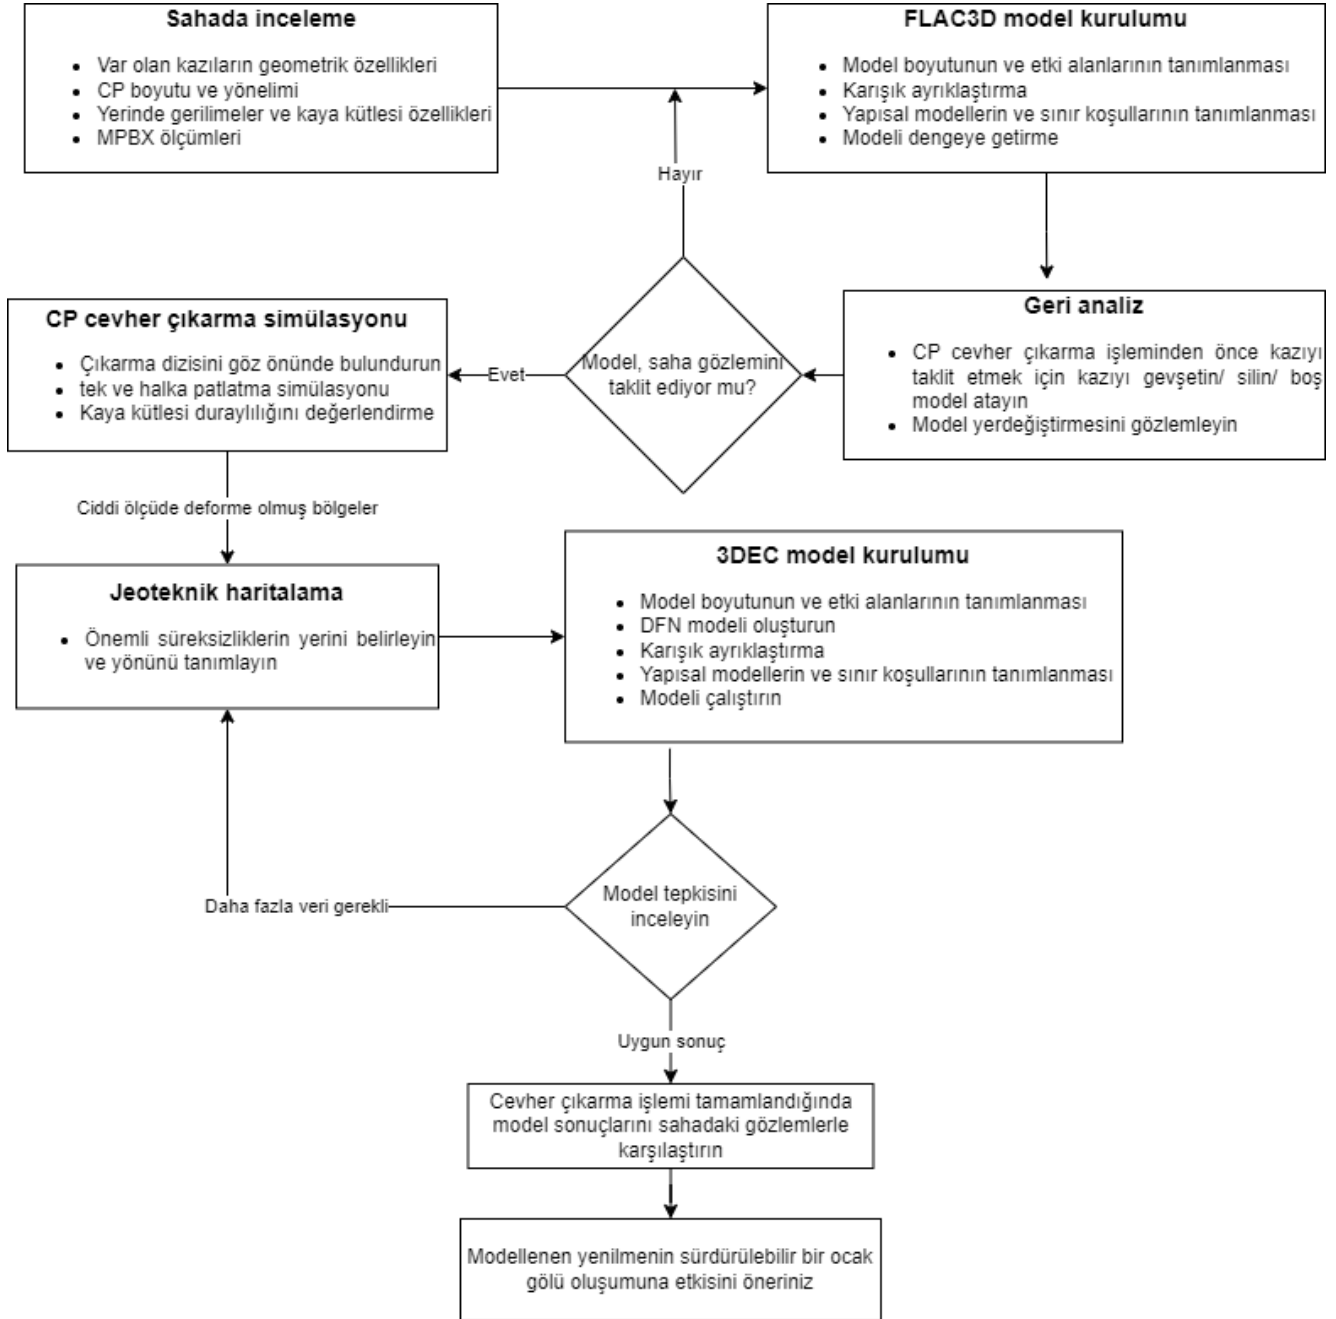 Sahada inceleme
Var olan kazıların geometrik özellikleri
CP boyutu ve yönelimi
Yerinde gerilimeler ve kaya kütlesi özellikleri
MPBX ölçümleri
FLAC3D model kurulumu
Model boyutunun ve etki alanlarının tanımlanması
Karışık ayrıklaştırma
Yapısal modellerin ve sınır koşullarının tanımlanması
Modeli dengeye getirme
Hayır
Geri analiz
CP cevher çıkarma işleminden önce kazıyı
taklit etmek için kazıyı gevşetin/ silin/ boş
model atayın
Model yerdeğiştirmesini gözlemleyin
Model, saha gözlemini
taklit ediyor mu?
Evet
CP cevher çıkarma simülasyonu
Çıkarma dizisini göz önünde bulundurun
tek ve halka patlatma simülasyonu
Kaya kütlesi duraylılığını değerlendirme
Ciddi ölçüde deforme olmuş bölgeler
Jeoteknik haritalama
Önemli süreksizliklerin yerini belirleyin
ve yönünü tanımlayın
3DEC model kurulumu
Model boyutunun ve etki alanlarının tanımlanması
DFN modeli oluşturun
Karışık ayrıklaştırma
Yapısal modellerin ve sınır koşullarının tanımlanması
Modeli çalıştırın
Model tepkisini
inceleyin
Daha fazla veri gerekli
Uygun sonuç
Cevher çıkarma işlemi tamamlandığında
model sonuçlarını sahadaki gözlemlerle
karşılaştırın
Modellenen yenilmenin sürdürülebilir bir ocak
gölü oluşumuna etkisini öneriniz